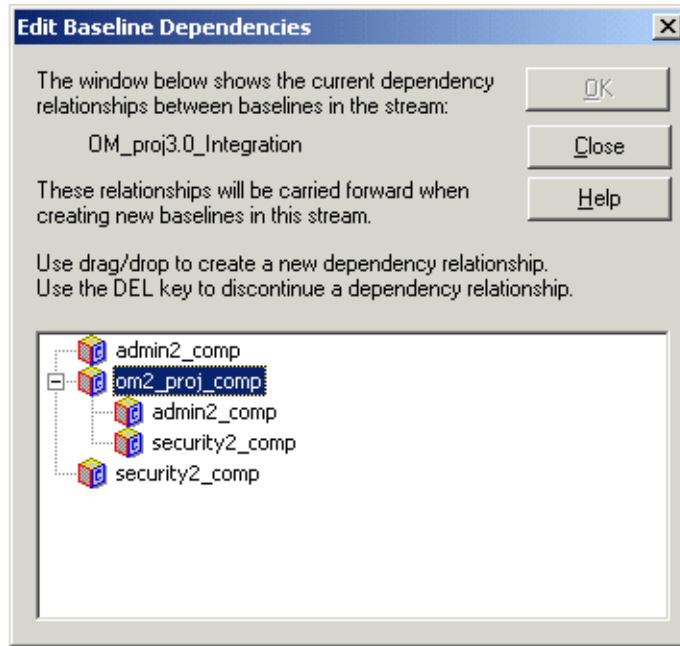 Edit Baseline Dependencies
The window below shows the current dependency
relationships between baselines in the stream:
OK
OM_proj3.0_Integration
Close
These relationships will be carried forward when
creating new baselines in this stream.
Help
Use drag/drop to create a new dependency relationship.
Use the DEL key to discontinue a dependency relationship.
admin2_comp
om2_proj_comp
admin2_comp
security2_comp
security2_comp